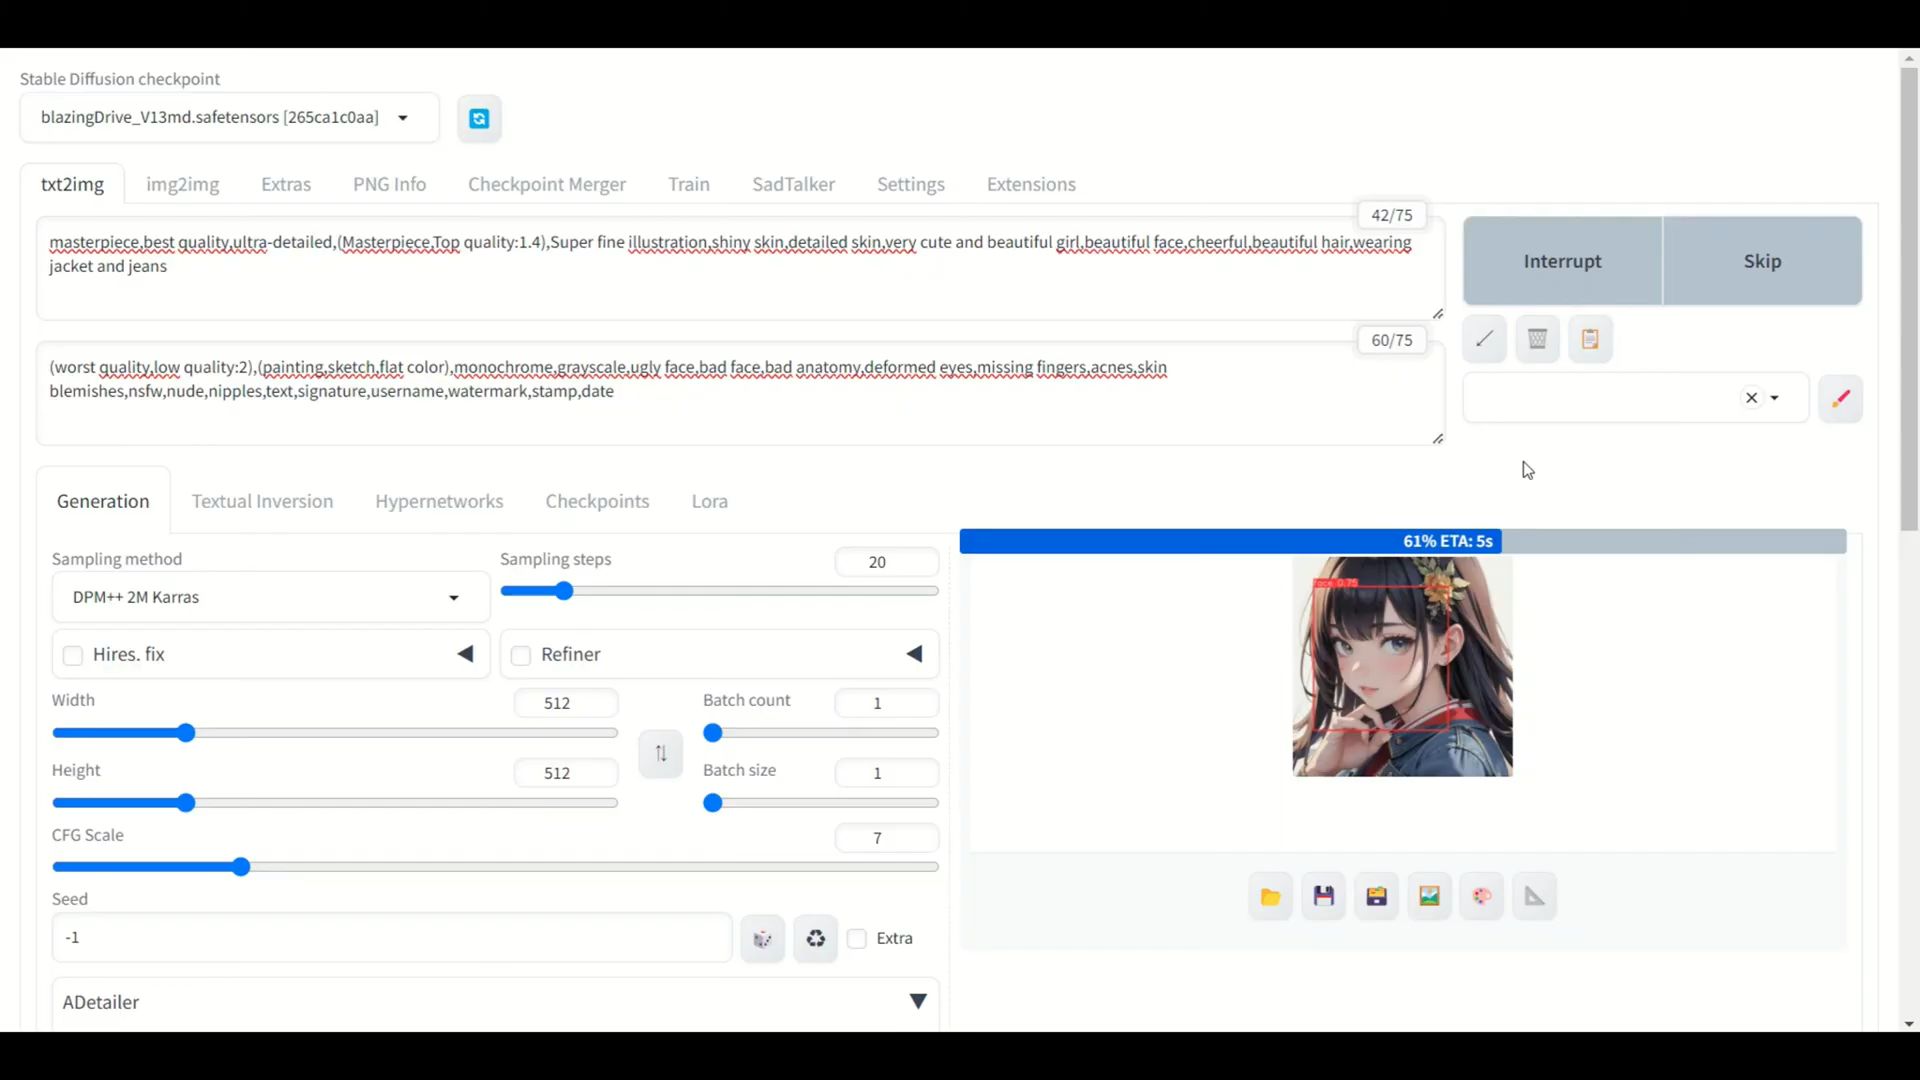 Stable Diffusion checkpoint
blazingDrive_V13md.safetensors [265ca1c0aa]
txt2img img2img Extras PNG Info Checkpoint Merger Train SadTalker Settings Extensions
42/75
masterpiece,best quality,ultra-detailed,(Masterpiece,Top quality:1.4),Super fine illustration,shiny skin,detailed skin,very cute and beautiful girl,beautiful face,cheerful,beautiful hair,wearing
jacket and jeans
Interrupt Skip
60/75
(worst quality,low quality:2),(painting,sketch,flat color),monochrome,grayscale,ugly face,bad face,bad anatomy,deformed eyes,missing fingers,acnes,skin
blemishes,nsfw,nude,nipples,text,signature,username,watermark,stamp,date
Generation Textual Inversion Hypernetworks Checkpoints Lora
61% ETA: 5s
Sampling method
DPM++ 2M Karras
Sampling steps 20
face 0.75
Hires. fix Refiner
Width 512
Batch count 1
Height 512
Batch size 1
CFG Scale 7
Seed
-1
Extra
ADetailer